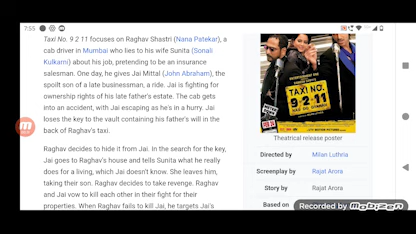 7:55
Taxi No. 9 2 11 focuses on Raghav Shastri (Nana Patekar), a
cab driver in Mumbai who lies to his wife Sunita (Sonali
Kulkarni) about his job, pretending to be an insurance
salesman. One day, he gives Jai Mittal (John Abraham), the
spoilt son of a late businessman, a ride. Jai is fighting for
ownership rights of his late father's estate. The cab gets
into an accident, with Jai escaping as he's in a hurry. Jai
loses the key to the vault containing his father's will in the
back of Raghav's taxi.
Raghav decides to hide it from Jai. In the search for the key,
Jai goes to Raghav's house and tells Sunita what he really
does for a living, which Jai doesn't know. She leaves him,
taking their son. Raghav decides to take revenge. Raghav
and Jai vow to kill each other in their fight for their
properties. When Raghav fails to kill Jai, he targets Jai's
TAXI NO.
9-2-11
Theatrical release poster
Directed by
Milan Luthria
Screenplay by
Rajat Arora
Story by
Rajat Arora
Based on
Recorded by MOBIZEN